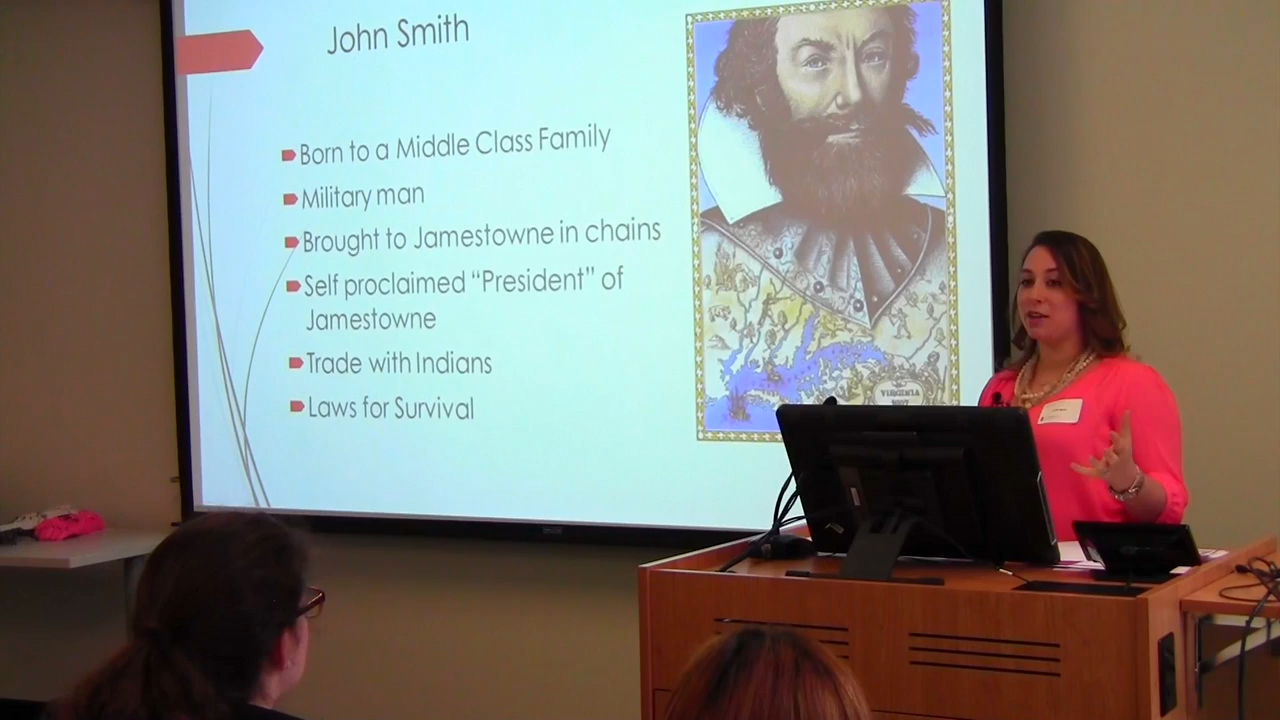 John Smith
Born to a Middle Class Family
Military man
Brought to Jamestowne in chains
Self proclaimed “President” of
Jamestowne
Trade with Indians
Laws for Survival
VIRGINIA
1607